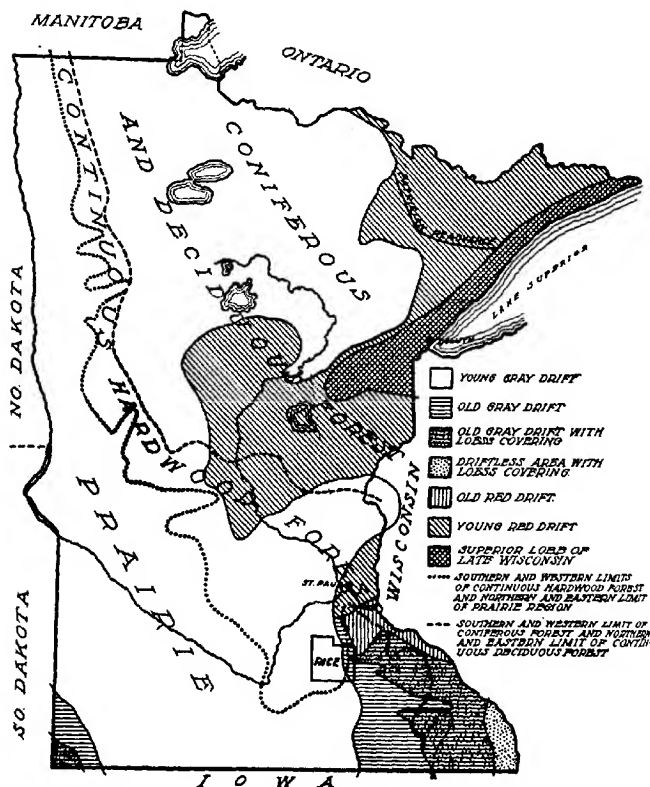 MANITOBA
ONTARIO
CONIFEROUS
AND DECIDUOUS FOREST
CONTINUOUS HARDWOOD FOREST
LAKE SUPERIOR
DULUTH
NO. DAKOTA
SO. DAKOTA
PRAIRIE
WISCONSIN
ST. PAUL
RICE
IOWA
YOUNG GRAY DRIFT
OLD GRAY DRIFT
OLD GRAY DRIFT WITH
LOESS COVERING
DRIFTLESS AREA WITH
LOESS COVERING.
OLD RED DRIFT.
YOUNG RED DRIFT
SUPERIOR LOBE OF
LATE WISCONSIN
SOUTHERN AND WESTERN LIMITS
OF CONTINUOUS HARDWOOD FOREST
AND NORTHERN AND EASTERN LIMIT
OF PRAIRIE REGION
SOUTHERN AND WESTERN LIMIT OF
CONIFEROUS FOREST AND NORTHERN
AND EASTERN LIMIT OF CONTIN-
UOUS DECIDUOUS FOREST